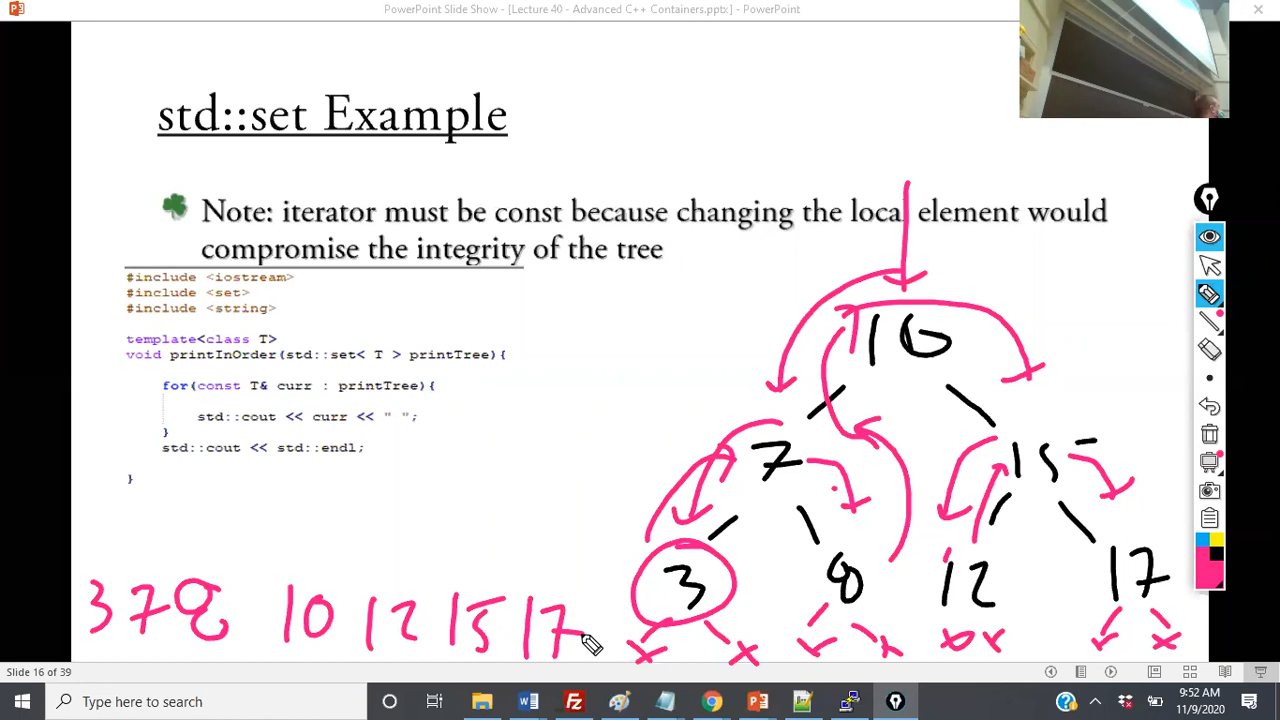 PowerPoint Slide Show - [Lecture 40 - Advanced C++ Containers.pptx] - PowerPoint
std::set Example
Note: iterator must be const because changing the local element would
compromise the integrity of the tree
#include <iostream>
#include <set>
#include <string>
template<class T>
void printInOrder(std::set< T > printTree){
for(const T& curr : printTree){
std::cout << curr << " ";
}
std::cout << std::endl;
}
10
7 15
3 8 12 17
x x x x x x x x
3 7 8 10 12 15 17
Slide 16 of 39
Type here to search
9:52 AM
11/9/2020